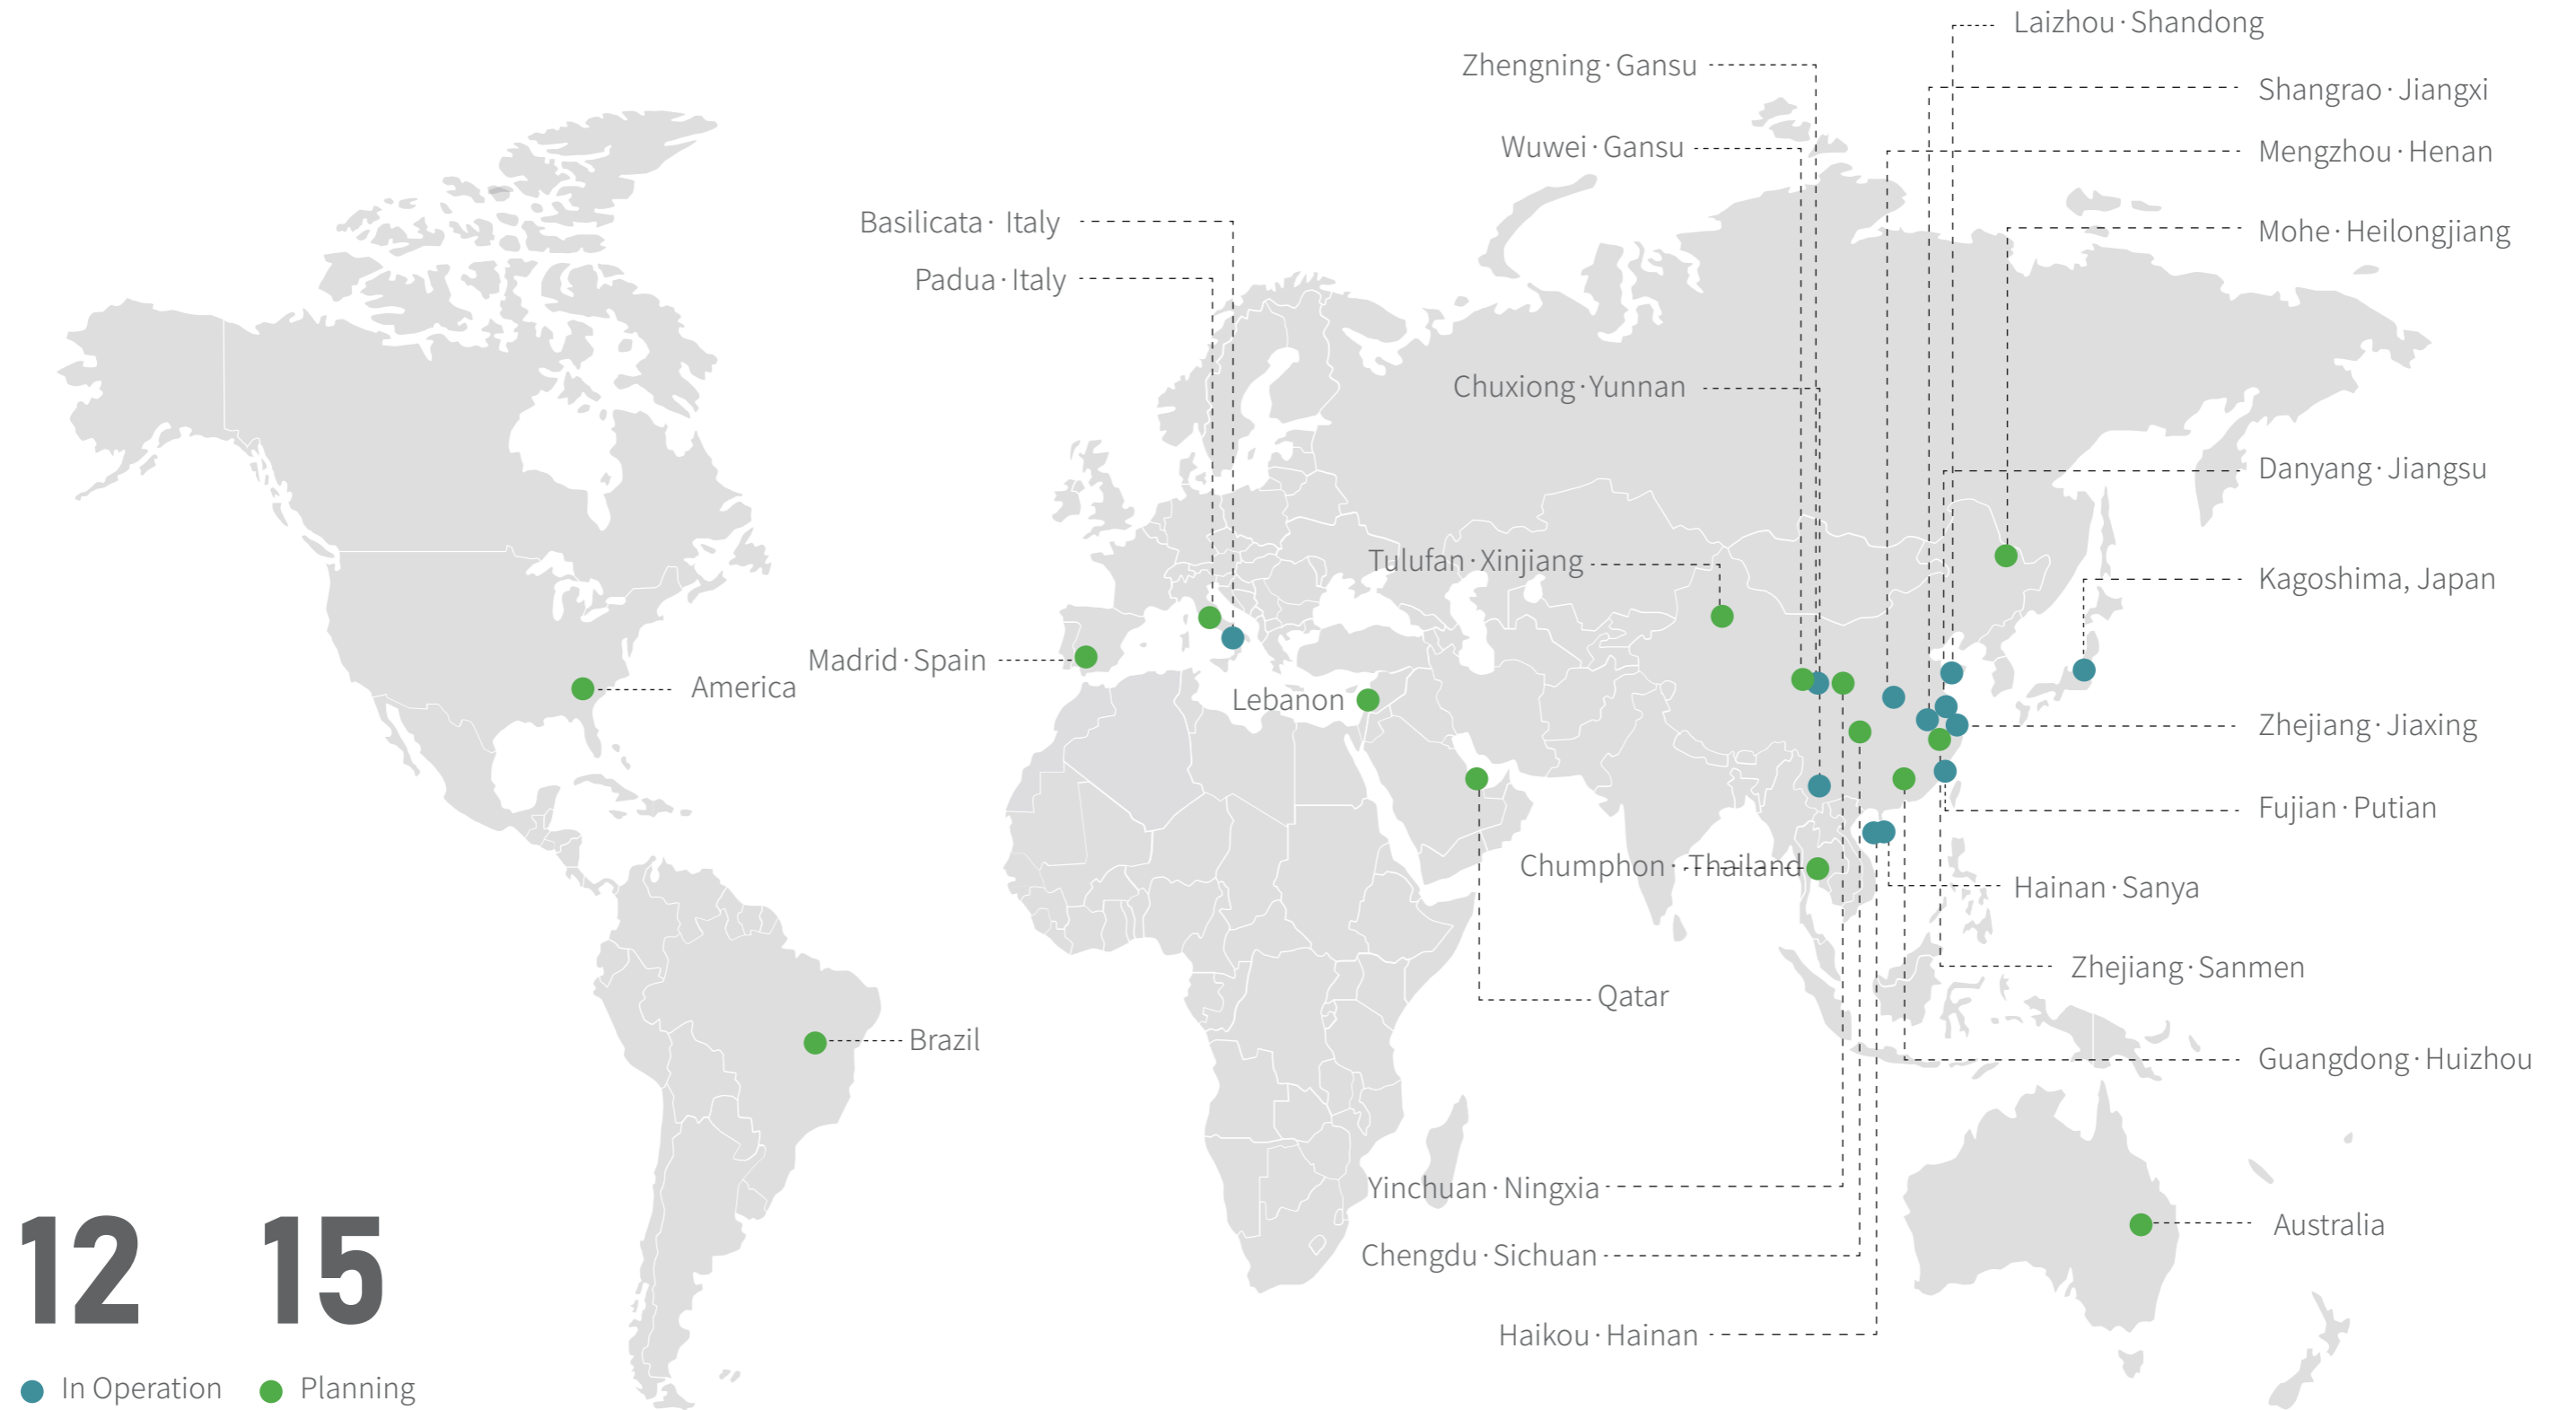 Laizhou·Shandong
Zhengning·Gansu
Shangrao·Jiangxi
Wuwei·Gansu
Mengzhou·Henan
Basilicata· Italy
Mohe·Heilongjiang
Padua·Italy
Chuxiong·Yunnan
Danyang·Jiangsu
Tulufan·Xinjiang
Kagoshima, Japan
Madrid·Spain
America
Lebanon
Zhejiang·Jiaxing
Fujian·Putian
Chumphon·Thailand
Hainan·Sanya
Zhejiang·Sanmen
Qatar
Brazil
Guangdong·Huizhou
Yinchuan·Ningxia
Australia
Chengdu·Sichuan
Haikou·Hainan
12 15
In Operation Planning